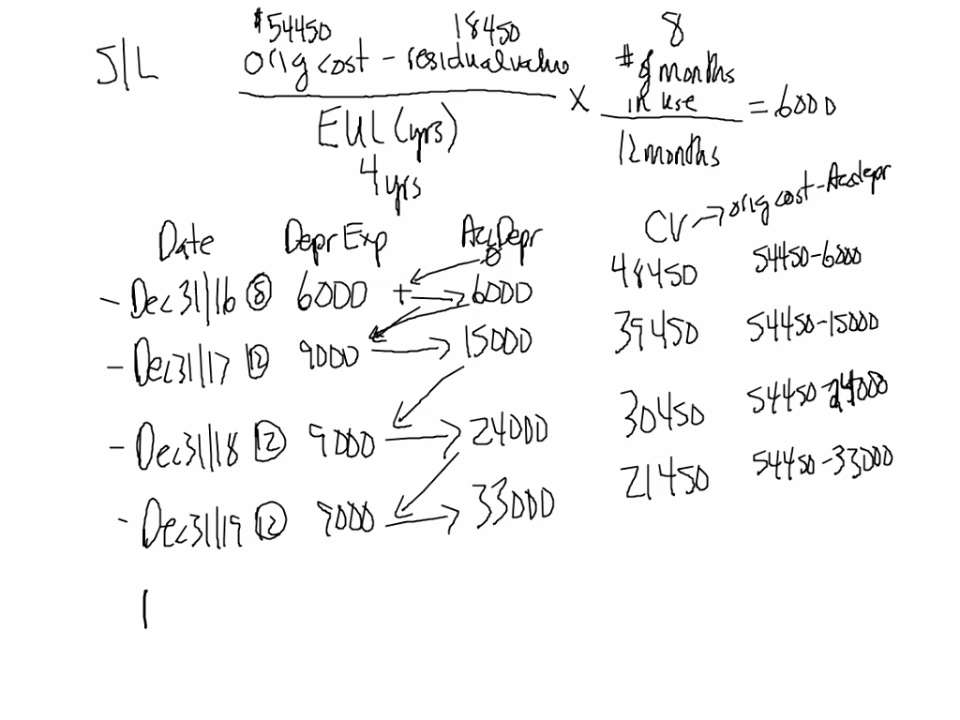 S/L
$54450 18450 8
orig cost - residual value # of months
in use
EUL (yrs) × 12 months = 6000
4 yrs
CV → orig cost - Acc depr
Date Depr Exp Acc Depr
0
- Dec 31/16 ⑧ 6000 + → 6000 48450 54450-6000
- Dec 31/17 ⑫ 9000 → 15000 39450 54450-15000
- Dec 31/18 ⑫ 9000 → 24000 30450 54450-24000
- Dec 31/19 ⑫ 9000 → 33000 21450 54450-33000